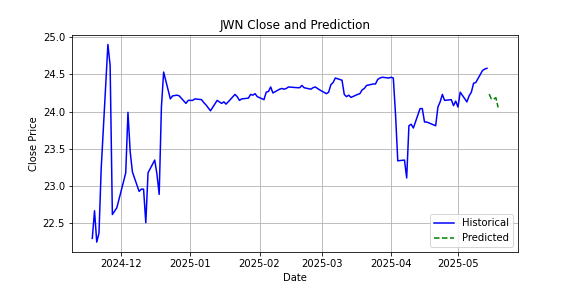 JWN Close and Prediction
Close Price
25.0
24.5
24.0
23.5
23.0
22.5
2024-12
2025-01
2025-02
2025-03
2025-04
2025-05
Date
Historical
Predicted